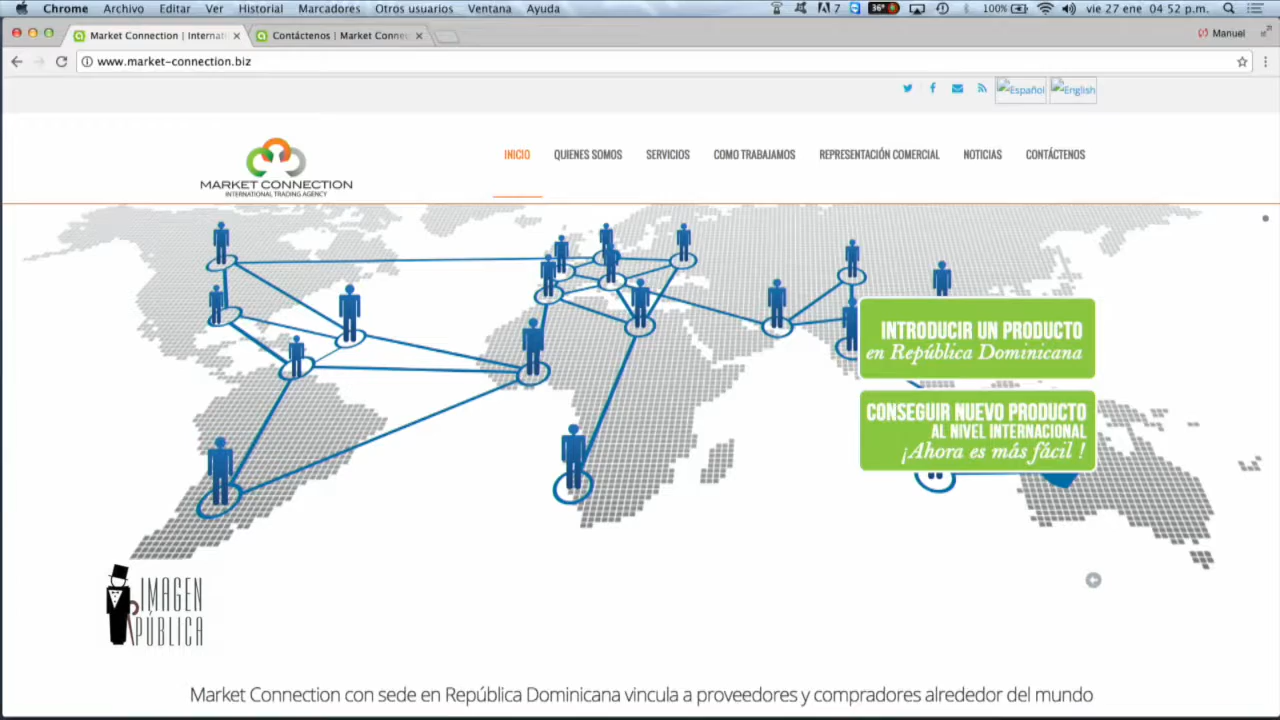 Chrome Archivo Editar Ver Historial Marcadores Otros usuarios Ventana Ayuda 7 36° 100% vie 27 ene 04 52 p.m.
Market Connection | Internati
Contáctenos | Market Connec
Manuel
www.market-connection.biz
Español English
MARKET CONNECTION
INTERNATIONAL TRADING AGENCY
INICIO QUIENES SOMOS SERVICIOS COMO TRABAJAMOS REPRESENTACIÓN COMERCIAL NOTICIAS CONTÁCTENOS
INTRODUCIR UN PRODUCTO
en República Dominicana
CONSEGUIR NUEVO PRODUCTO
AL NIVEL INTERNACIONAL
¡Ahora es más fácil !
IMAGEN
PÚBLICA
Market Connection con sede en República Dominicana vincula a proveedores y compradores alrededor del mundo